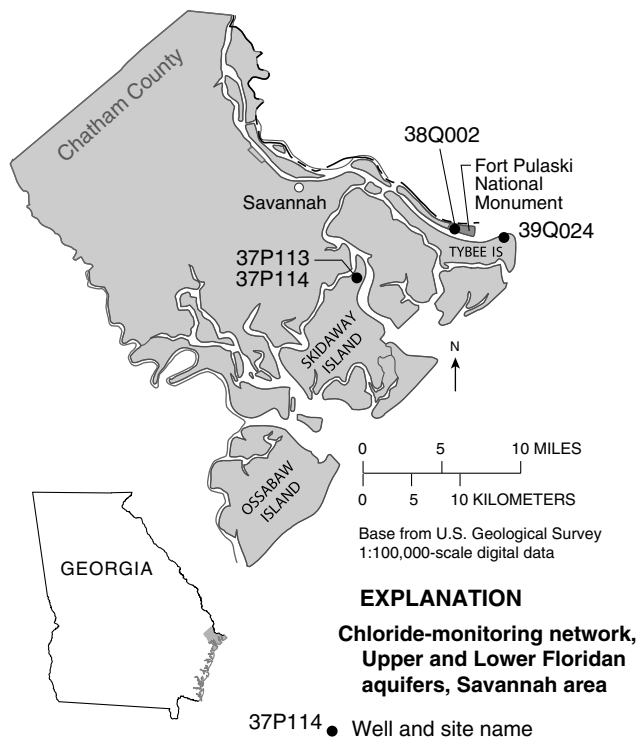 Chatham County
38Q002
Fort Pulaski
National
Monument
Savannah
39Q024
TYBEE IS
37P113
37P114
SKIDAWAY
ISLAND
N
OSSABAW
ISLAND
0 5 10 MILES
0 5 10 KILOMETERS
Base from U.S. Geological Survey
1:100,000-scale digital data
GEORGIA
EXPLANATION
Chloride-monitoring network,
Upper and Lower Floridan
aquifers, Savannah area
37P114 Well and site name